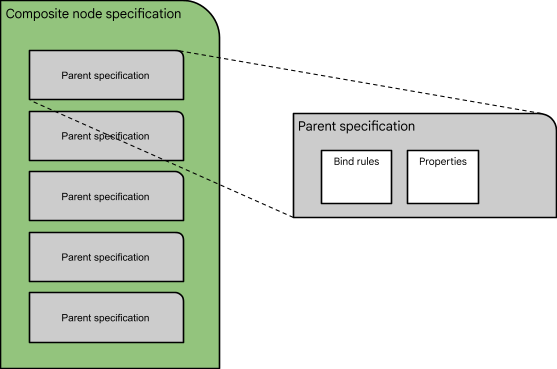 Composite node specification
Parent specification
Parent specification
Parent specification
Parent specification
Parent specification
Parent specification
Bind rules
Properties